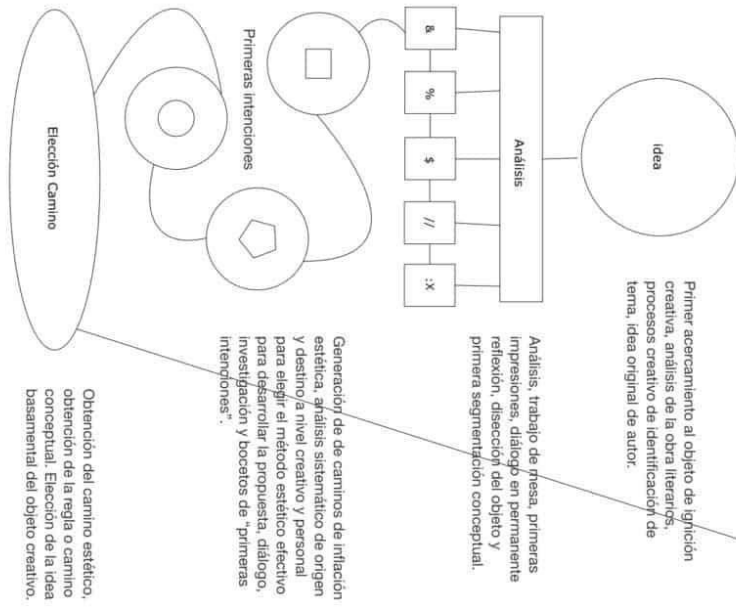 idea
Primer acercamiento al objeto de ignición
creativa, análisis de la obra literarios,
procesos creativo de identificación de
tema, idea original de autor.
Análisis
&
%
$
//
:X
Análisis, trabajo de mesa, primeras
impresiones, diálogo en permanente
reflexión, disección del objeto y
primera segmentación conceptual.
Primeras intenciones
Generación de de caminos de inflación
estética, análisis sistemático de origen
y destino a nivel creativo y personal
para elegir el método estético efectivo
para desarrollar la propuesta, diálogo,
investigación y bocetos de "primeras
intenciones".
Elección Camino
Obtención del camino estético,
obtención de la regla o camino
conceptual. Elección de la idea
basamental del objeto creativo.